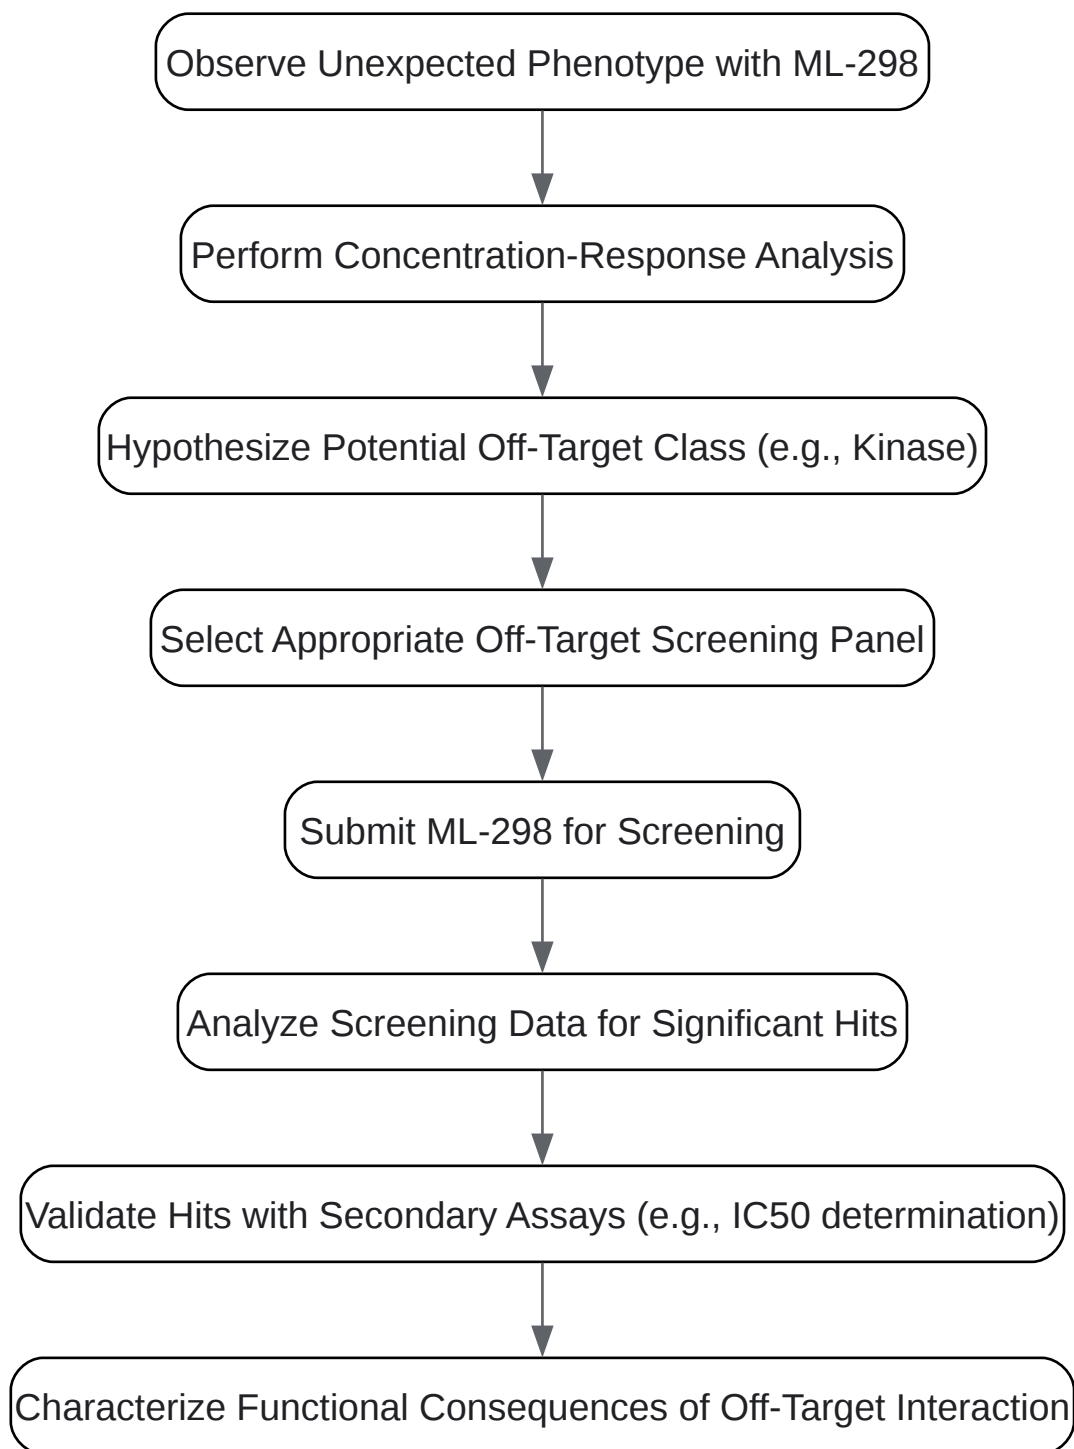 Observe Unexpected Phenotype with ML-298
Perform Concentration-Response Analysis
Hypothesize Potential Off-Target Class (e.g., Kinase)
Select Appropriate Off-Target Screening Panel
Submit ML-298 for Screening
Analyze Screening Data for Significant Hits
Validate Hits with Secondary Assays (e.g., IC50 determination)
Characterize Functional Consequences of Off-Target Interaction